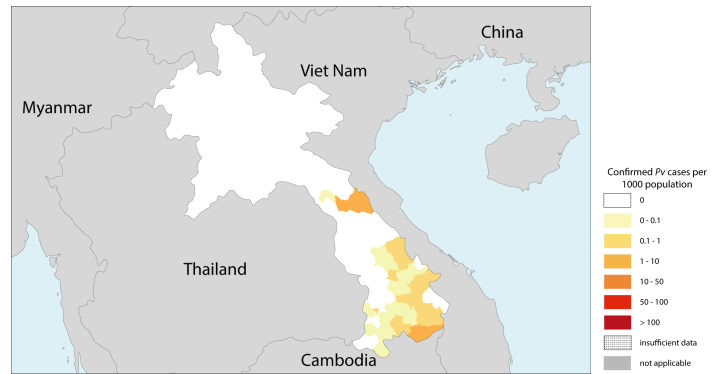 China
Viet Nam
Myanmar
Thailand
Cambodia
Confirmed Pv cases per
1000 population
0
0 - 0.1
0.1 - 1
1 - 10
10 - 50
50 - 100
> 100
insufficient data
not applicable